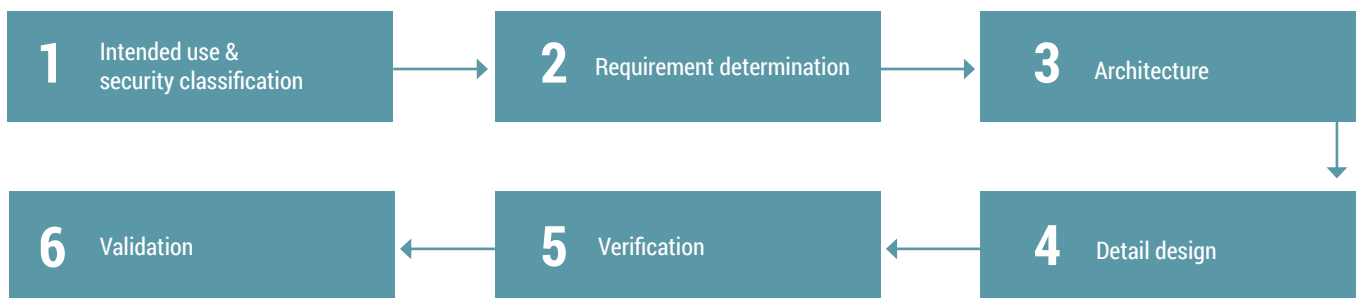 1 Intended use &
security classification
2 Requirement determination
3 Architecture
4 Detail design
5 Verification
6 Validation